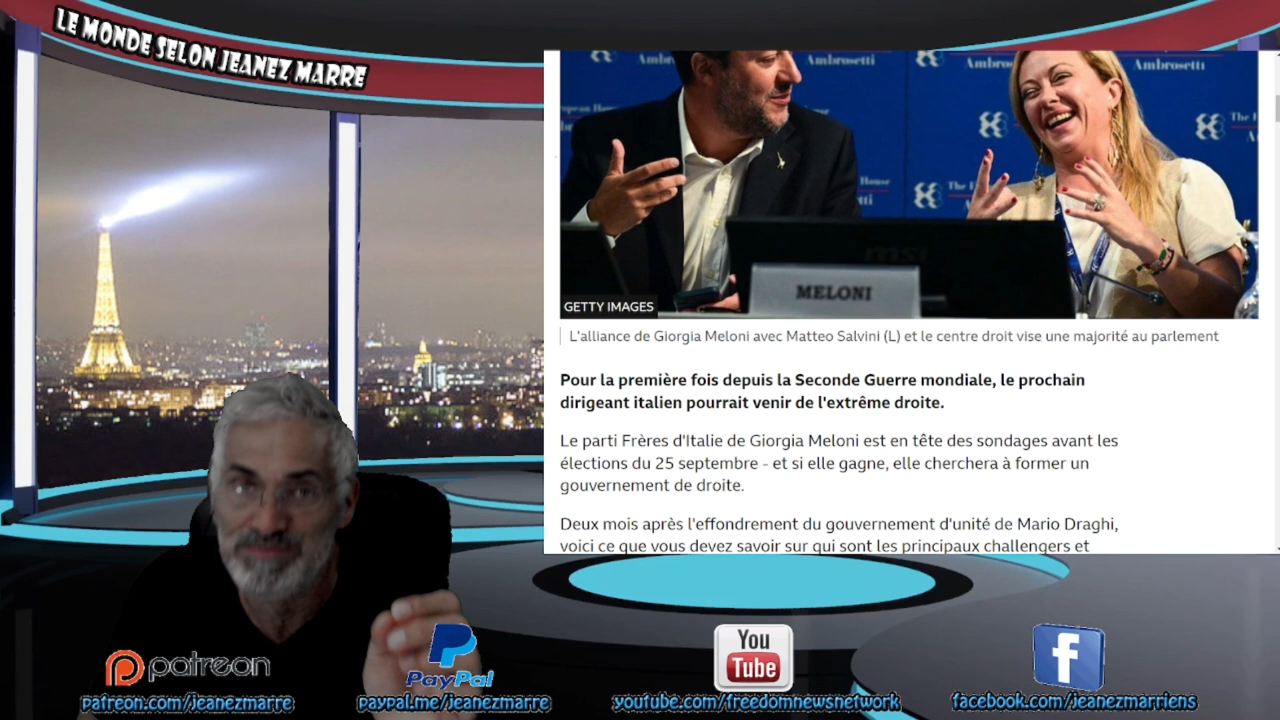 LE MONDE SELON JEANEZ MARRE
Ambrosetti
Ambrosetti
The
House
MELONI
msi
GETTY IMAGES
L'alliance de Giorgia Meloni avec Matteo Salvini (L) et le centre droit vise une majorité au parlement
Pour la première fois depuis la Seconde Guerre mondiale, le prochain
dirigeant italien pourrait venir de l'extrême droite.
Le parti Frères d'Italie de Giorgia Meloni est en tête des sondages avant les
élections du 25 septembre - et si elle gagne, elle cherchera à former un
gouvernement de droite.
Deux mois après l'effondrement du gouvernement d'unité de Mario Draghi,
voici ce que vous devez savoir sur qui sont les principaux challengers et
patreon
PayPal
You
Tube
f
patreon.com/jeanezmarre
paypal.me/jeanezmarre
youtube.com/freedomnewsnetwork
facebook.com/jeanezmarriens